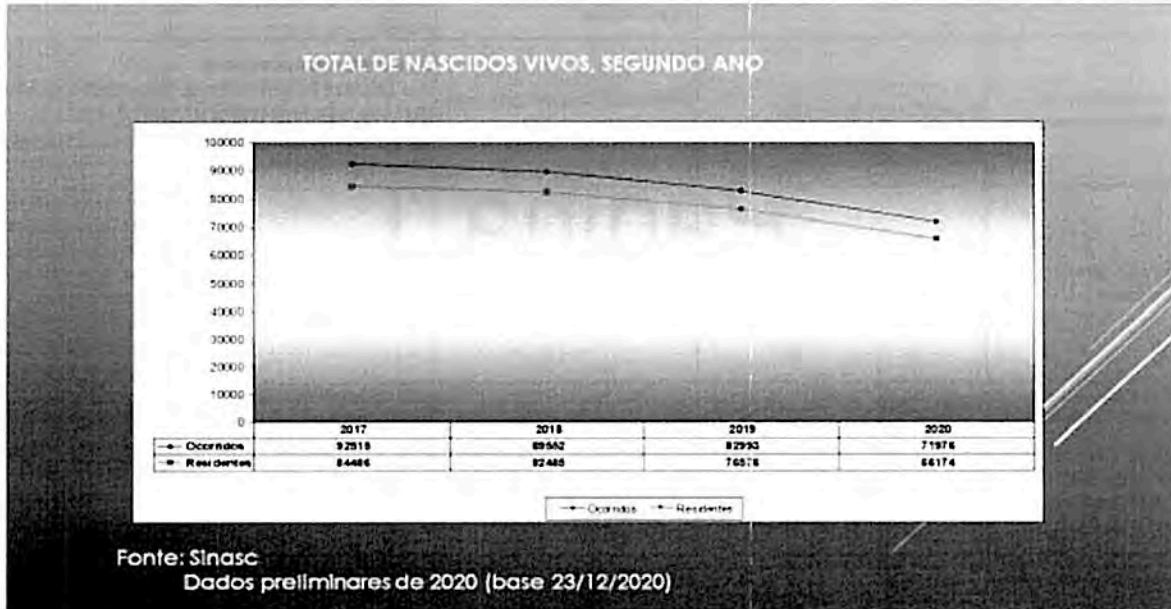 TOTAL DE NASCIDOS VIVOS, SEGUNDO ANO
100000
90000
80000
70000
60000
50000
40000
30000
20000
10000
0
2017 2018 2019 2020
Ocorridos 92518 89552 82993 71976
Residentes 84486 82485 76576 66174
Ocorridos Residentes
Fonte: Sinasc
Dados preliminares de 2020 (base 23/12/2020)